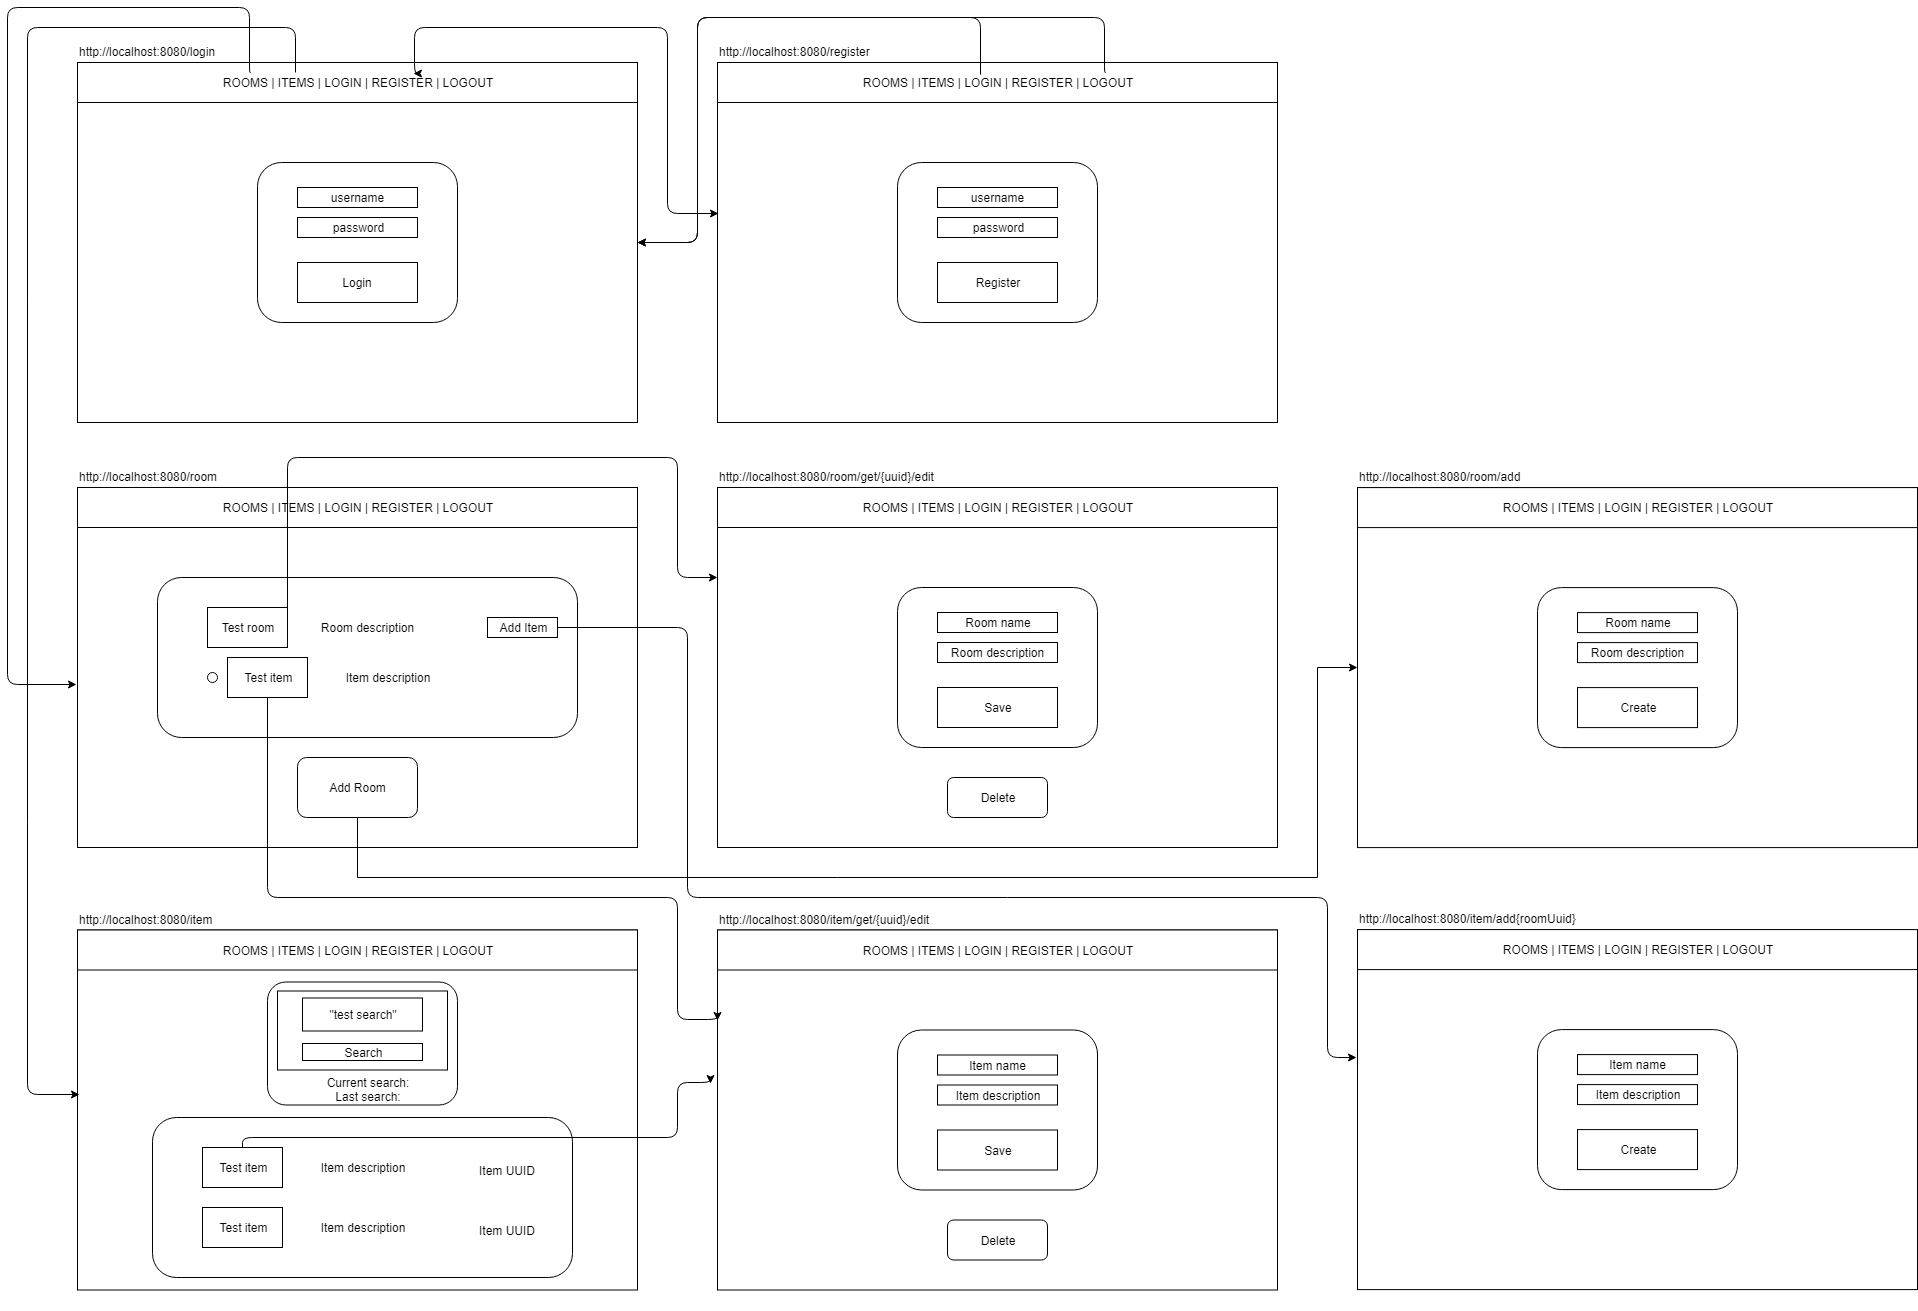 http://localhost:8080/login
ROOMS | ITEMS | LOGIN | REGISTER | LOGOUT
username
password
Login
http://localhost:8080/register
ROOMS | ITEMS | LOGIN | REGISTER | LOGOUT
username
password
Register
http://localhost:8080/room
ROOMS | ITEMS | LOGIN | REGISTER | LOGOUT
Test room Room description Add Item
Test item Item description
Add Room
http://localhost:8080/room/get/{uuid}/edit
ROOMS | ITEMS | LOGIN | REGISTER | LOGOUT
Room name
Room description
Save
Delete
http://localhost:8080/room/add
ROOMS | ITEMS | LOGIN | REGISTER | LOGOUT
Room name
Room description
Create
http://localhost:8080/item
ROOMS | ITEMS | LOGIN | REGISTER | LOGOUT
"test search"
Search
Current search:
Last search:
Test item Item description Item UUID
Test item Item description Item UUID
http://localhost:8080/item/get/{uuid}/edit
ROOMS | ITEMS | LOGIN | REGISTER | LOGOUT
Item name
Item description
Save
Delete
http://localhost:8080/item/add{roomUuid}
ROOMS | ITEMS | LOGIN | REGISTER | LOGOUT
Item name
Item description
Create